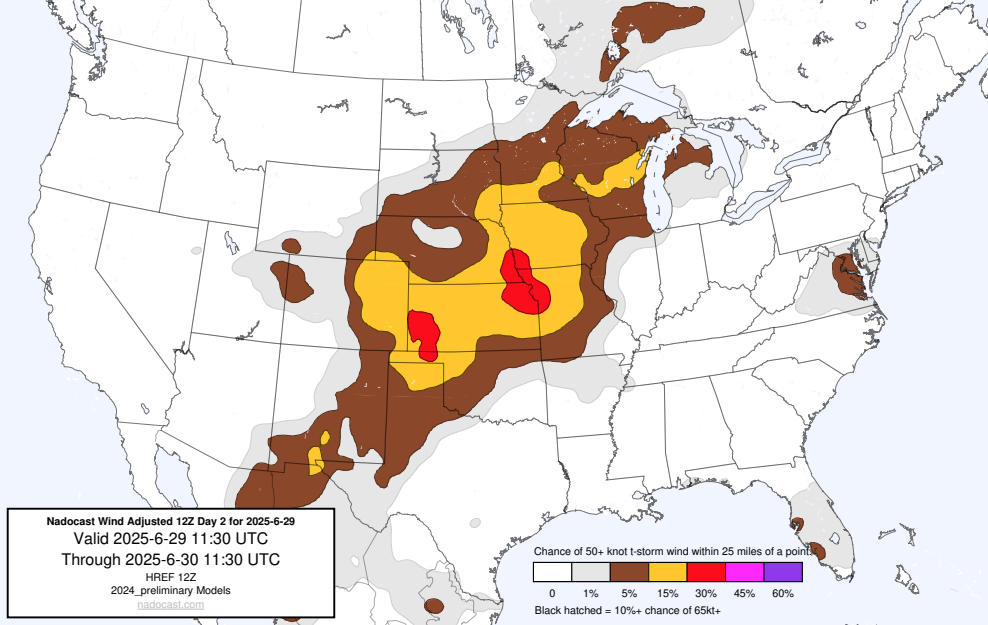 Nadocast Wind Adjusted 12Z Day 2 for 2025-6-29
Valid 2025-6-29 11:30 UTC
Through 2025-6-30 11:30 UTC
HREF 12Z
2024_preliminary Models
nadocast.com
Chance of 50+ knot t-storm wind within 25 miles of a point.
0 1% 5% 15% 30% 45% 60%
Black hatched = 10%+ chance of 65kt+